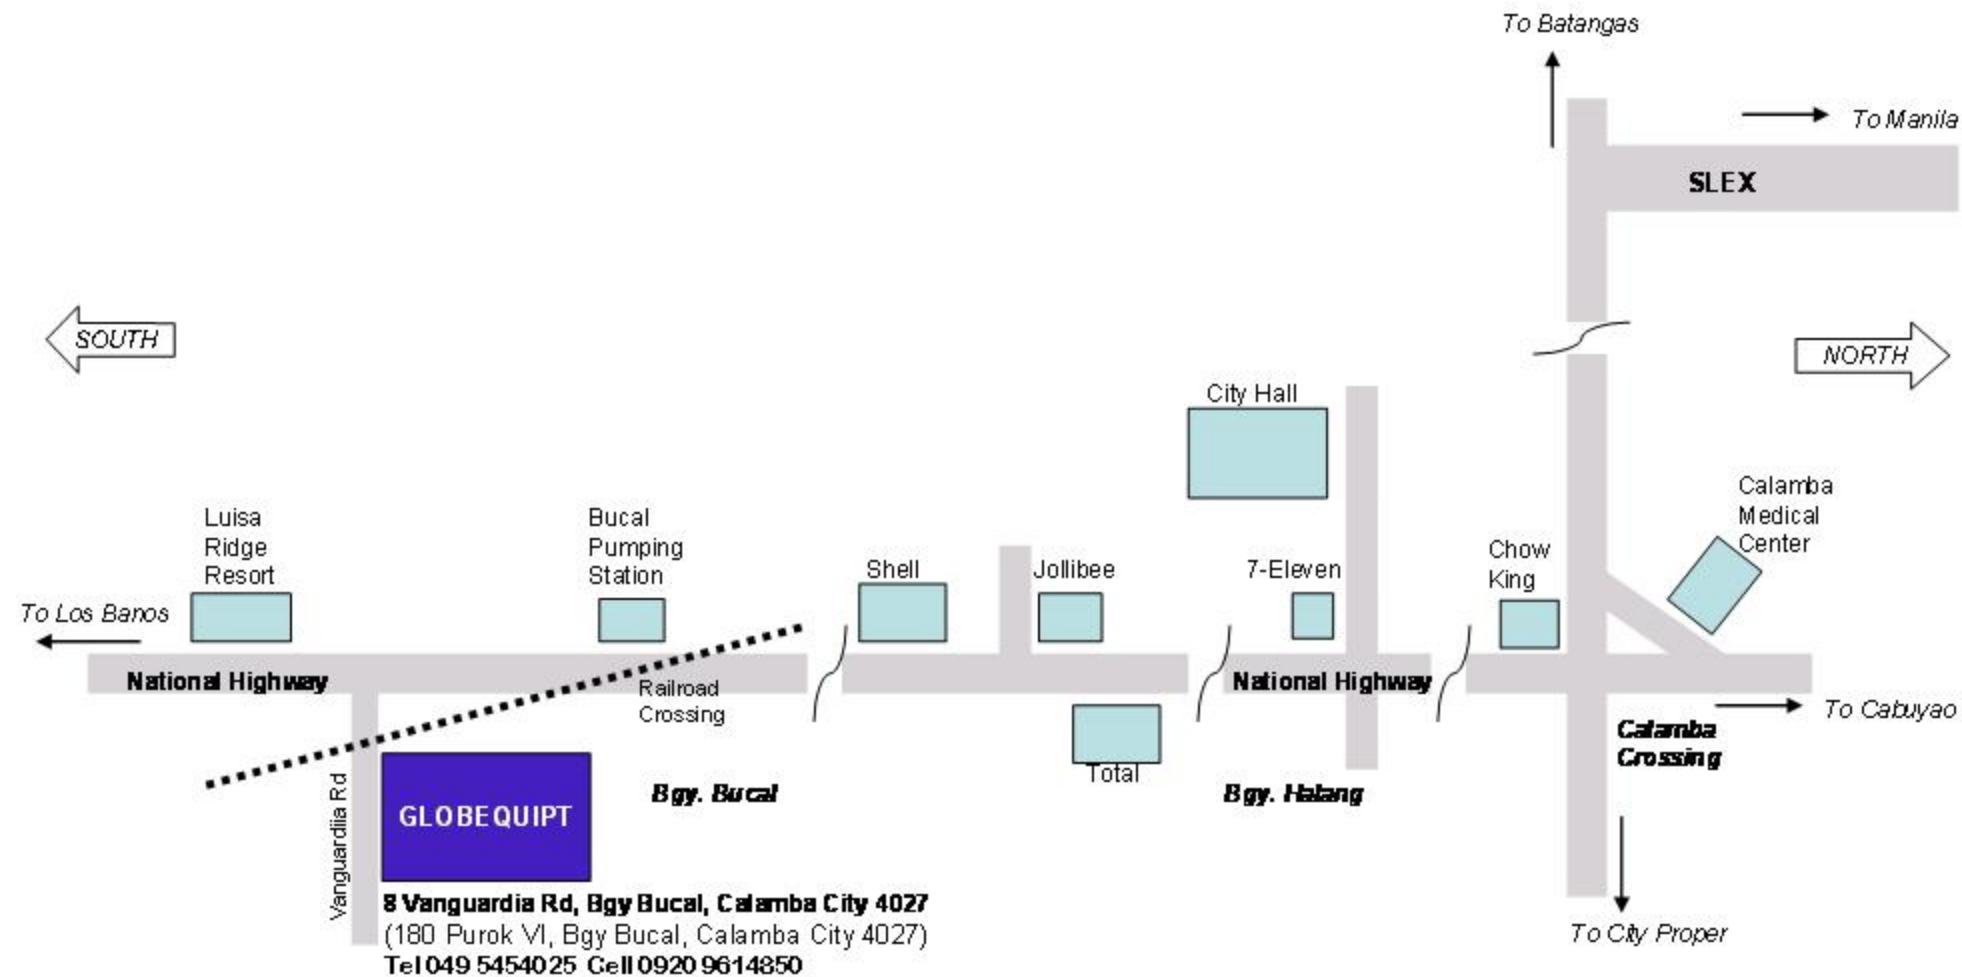 To Batangas
To Manila
SLEX
SOUTH
NORTH
City Hall
Calamba
Medical
Center
Luisa
Ridge
Resort
Bucal
Pumping
Station
Shell
Jollibee
7-Eleven
Chow
King
To Los Banos
National Highway
Railroad
Crossing
National Highway
To Cabuyao
Calamba
Crossing
Total
Bgy. Bucal
Bgy. Halang
Vanguardiia Rd
GLOBEQUIPT
8 Vanguardia Rd, Bgy Bucal, Calamba City 4027
(180 Purok VI, Bgy Bucal, Calamba City 4027)
Tel 049 5454025 Cell 0920 9614850
To City Proper